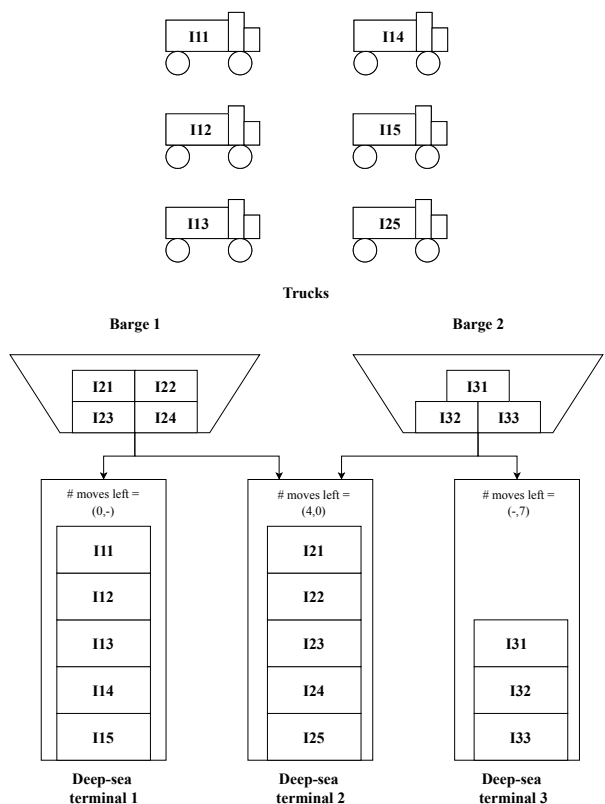 I11
I14
I12
I15
I13
I25
Trucks
Barge 1
Barge 2
I21
I22
I23
I24
I31
I32
I33
# moves left =
(0,-)
I11
I12
I13
I14
I15
Deep-sea
terminal 1
# moves left =
(4,0)
I21
I22
I23
I24
I25
Deep-sea
terminal 2
# moves left =
(-,7)
I31
I32
I33
Deep-sea
terminal 3